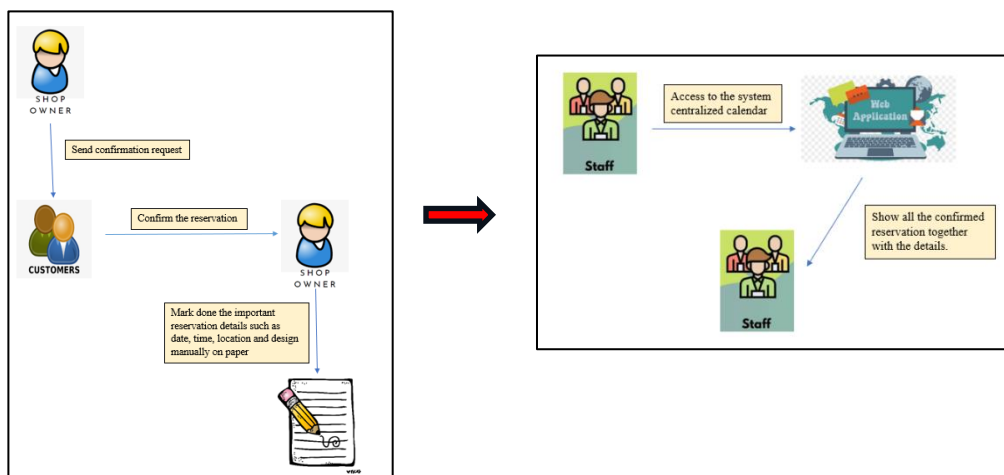 SHOP
OWNER
Send confirmation request
CUSTOMERS
Confirm the reservation
SHOP
OWNER
Mark done the important
reservation details such as
date, time, location and design
manually on paper
Staff
Access to the system
centralized calendar
Web
Application
Staff
Show all the confirmed
reservation together
with the details.